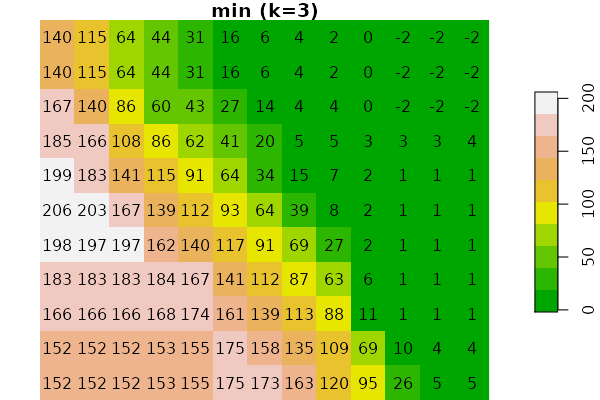 min (k=3)
140 115 64 44 31 16 6 4 2 0 -2 -2 -2
140 115 64 44 31 16 6 4 2 0 -2 -2 -2
167 140 86 60 43 27 14 4 4 0 -2 -2 -2
185 166 108 86 62 41 20 5 5 3 3 3 4
199 183 141 115 91 64 34 15 7 2 1 1 1
206 203 167 139 112 93 64 39 8 2 1 1 1
198 197 197 162 140 117 91 69 27 2 1 1 1
183 183 183 184 167 141 112 87 63 6 1 1 1
166 166 166 168 174 161 139 113 88 11 1 1 1
152 152 152 153 155 175 158 135 109 69 10 4 4
152 152 152 153 155 175 173 163 120 95 26 5 5
200
150
100
50
0